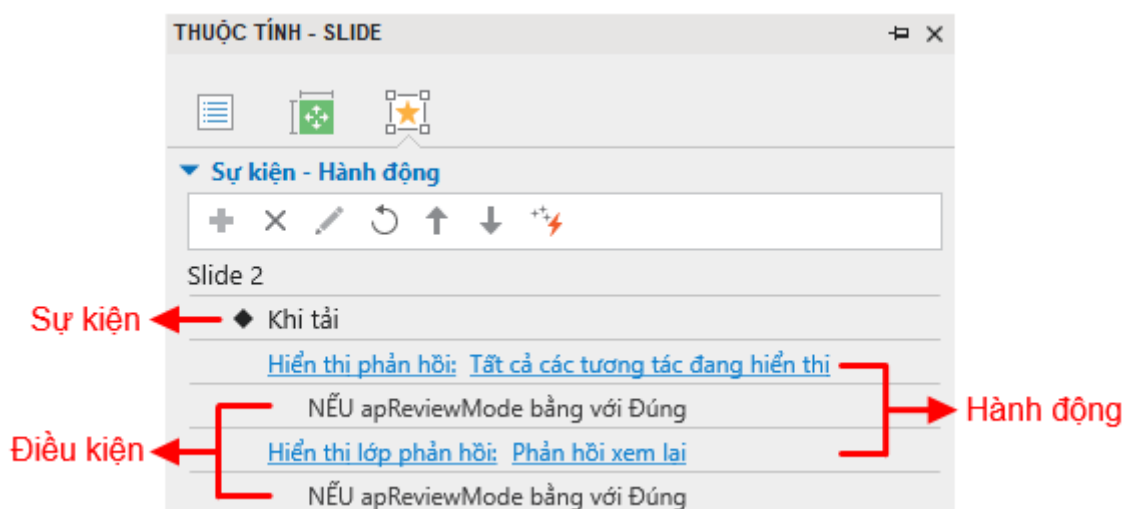 THUỘC TÍNH - SLIDE
Sự kiện - Hành động
Slide 2
Sự kiện
Khi tải
Hiển thị phản hồi: Tất cả các tương tác đang hiển thị
NẾU apReviewMode bằng với Đúng
Hành động
Điều kiện
Hiển thị lớp phản hồi: Phản hồi xem lại
NẾU apReviewMode bằng với Đúng